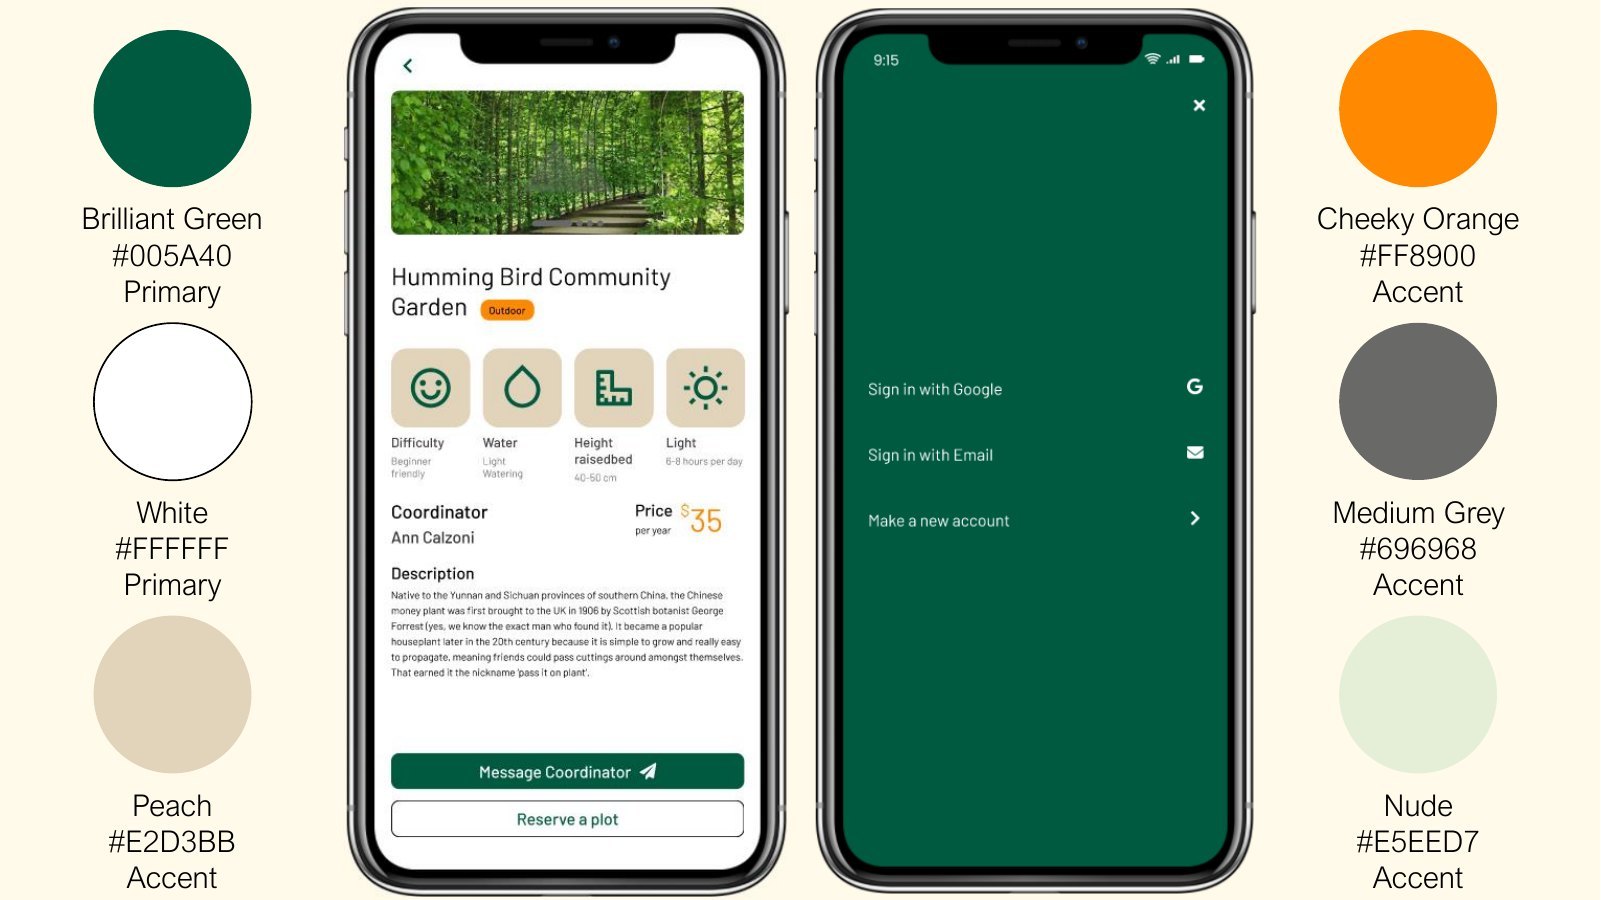 Brilliant Green
#005A40
Primary
White
#FFFFFF
Primary
Peach
#E2D3BB
Accent
Humming Bird Community
Garden Outdoor
Difficulty
Beginner
friendly
Water
Light
Watering
Height
raisedbed
40-50 cm
Light
6-8 hours per day
Coordinator
Ann Calzoni
Price $35
per year
Description
Native to the Yunnan and Sichuan provinces of southern China, the Chinese
money plant was first brought to the UK in 1906 by Scottish botanist George
Forrest (yes, we know the exact man who found it). It became a popular
houseplant later in the 20th century because it is simple to grow and really easy
to propagate, meaning friends could pass cuttings around amongst themselves.
That earned it the nickname 'pass it on plant'.
Message Coordinator
Reserve a plot
9:15
Sign in with Google G
Sign in with Email
Make a new account
Cheeky Orange
#FF8900
Accent
Medium Grey
#696968
Accent
Nude
#E5EED7
Accent